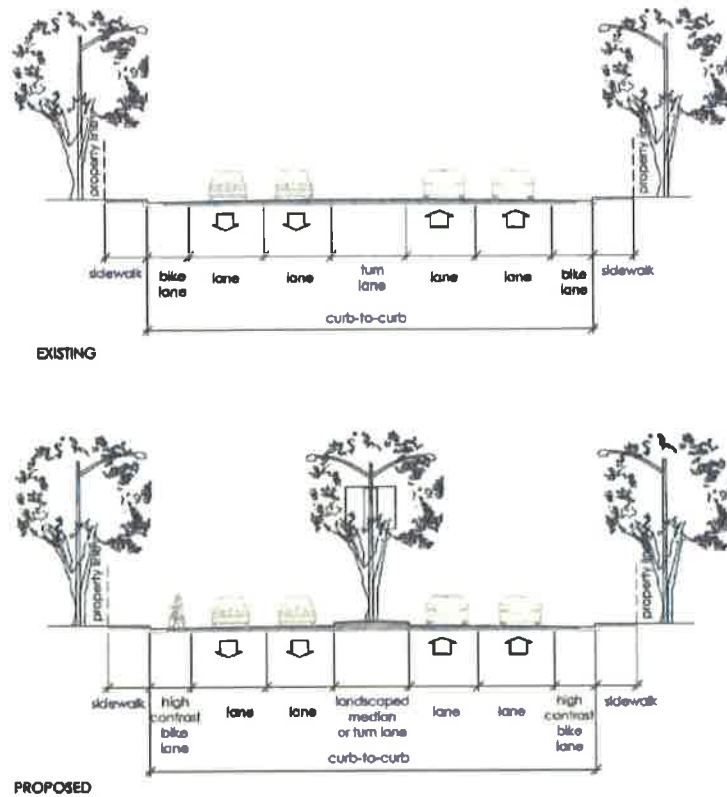 property line
property line
sidewalk
bike
lane
lane
lane
turn
lane
lane
lane
bike
lane
sidewalk
curb-to-curb
EXISTING
property line
property line
sidewalk
high
contrast
bike
lane
lane
lane
landscaped
median
or turn lane
lane
lane
high
contrast
bike
lane
sidewalk
curb-to-curb
PROPOSED